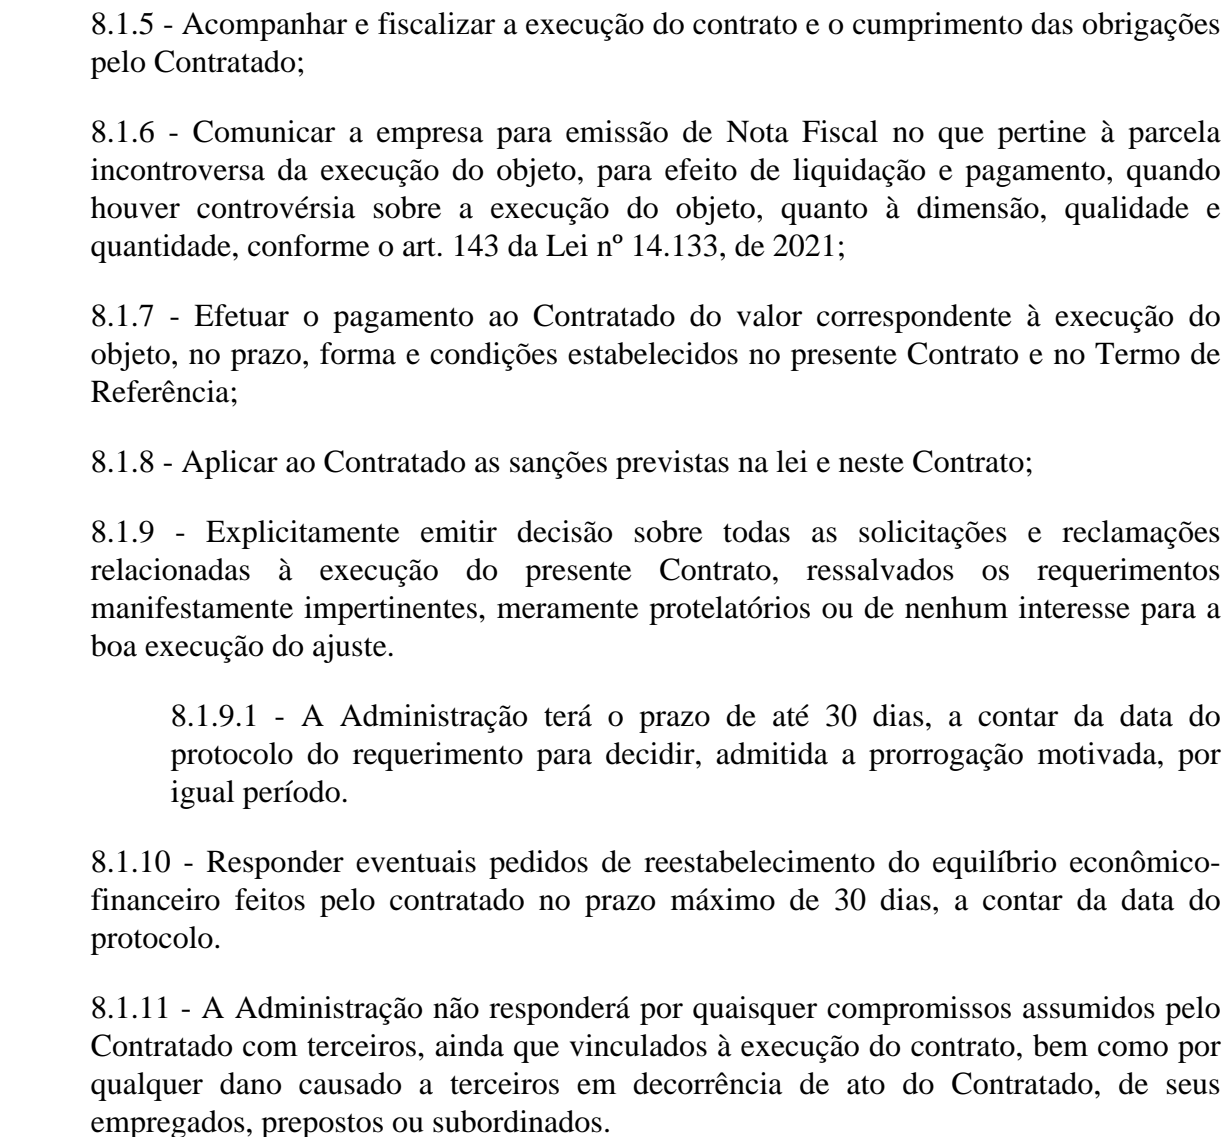 8.1.5 - Acompanhar e fiscalizar a execução do contrato e o cumprimento das obrigações
pelo Contratado;
8.1.6 - Comunicar a empresa para emissão de Nota Fiscal no que pertine à parcela
incontroversa da execução do objeto, para efeito de liquidação e pagamento, quando
houver controvérsia sobre a execução do objeto, quanto à dimensão, qualidade e
quantidade, conforme o art. 143 da Lei nº 14.133, de 2021;
8.1.7 - Efetuar o pagamento ao Contratado do valor correspondente à execução do
objeto, no prazo, forma e condições estabelecidos no presente Contrato e no Termo de
Referência;
8.1.8 - Aplicar ao Contratado as sanções previstas na lei e neste Contrato;
8.1.9 - Explicitamente emitir decisão sobre todas as solicitações e reclamações
relacionadas à execução do presente Contrato, ressalvados os requerimentos
manifestamente impertinentes, meramente protelatórios ou de nenhum interesse para a
boa execução do ajuste.
8.1.9.1 - A Administração terá o prazo de até 30 dias, a contar da data do
protocolo do requerimento para decidir, admitida a prorrogação motivada, por
igual período.
8.1.10 - Responder eventuais pedidos de reestabelecimento do equilíbrio econômico-
financeiro feitos pelo contratado no prazo máximo de 30 dias, a contar da data do
protocolo.
8.1.11 - A Administração não responderá por quaisquer compromissos assumidos pelo
Contratado com terceiros, ainda que vinculados à execução do contrato, bem como por
qualquer dano causado a terceiros em decorrência de ato do Contratado, de seus
empregados, prepostos ou subordinados.